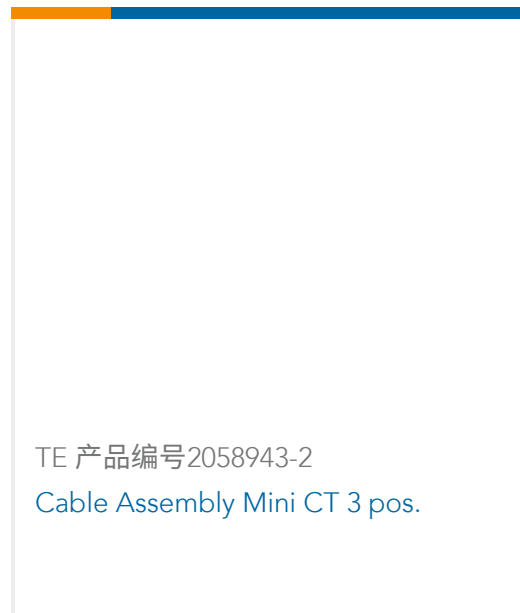 TE 产品编号2058943-2
Cable Assembly Mini CT 3 pos.